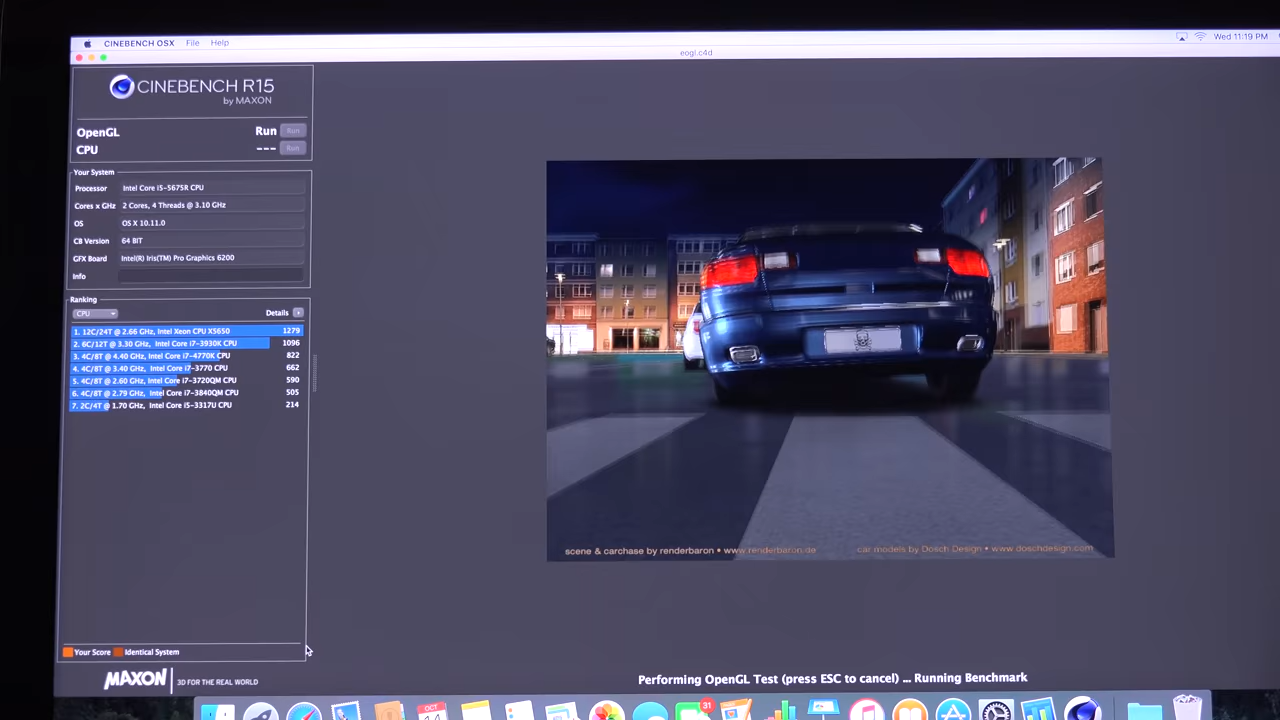 CINEBENCH OSX File Help
Wed 11:19 PM
eogl.c4d
CINEBENCH R15
by MAXON
OpenGL Run Run
CPU --- Run
Your System
Processor Intel Core i5-5675R CPU
Cores x GHz 2 Cores, 4 Threads @ 3.10 GHz
OS OS X 10.11.0
CB Version 64 BIT
GFX Board Intel(R) Iris(TM) Pro Graphics 6200
Info
Ranking
CPU Details
1. 12C/24T @ 2.66 GHz, Intel Xeon CPU X5650 1279
2. 6C/12T @ 3.30 GHz, Intel Core i7-3930K CPU 1096
3. 4C/8T @ 4.40 GHz, Intel Core i7-4770K CPU 822
4. 4C/8T @ 3.40 GHz, Intel Core i7-3770 CPU 662
5. 4C/8T @ 2.60 GHz, Intel Core i7-3720QM CPU 590
6. 4C/8T @ 2.79 GHz, Intel Core i7-3840QM CPU 505
7. 2C/4T @ 1.70 GHz, Intel Core i5-3317U CPU 214
scene & carchase by renderbaron • www.renderbaron.de
car models by Dosch Design • www.doschdesign.com
Your Score Identical System
MAXON 3D FOR THE REAL WORLD
Performing OpenGL Test (press ESC to cancel) ... Running Benchmark
OCT
31